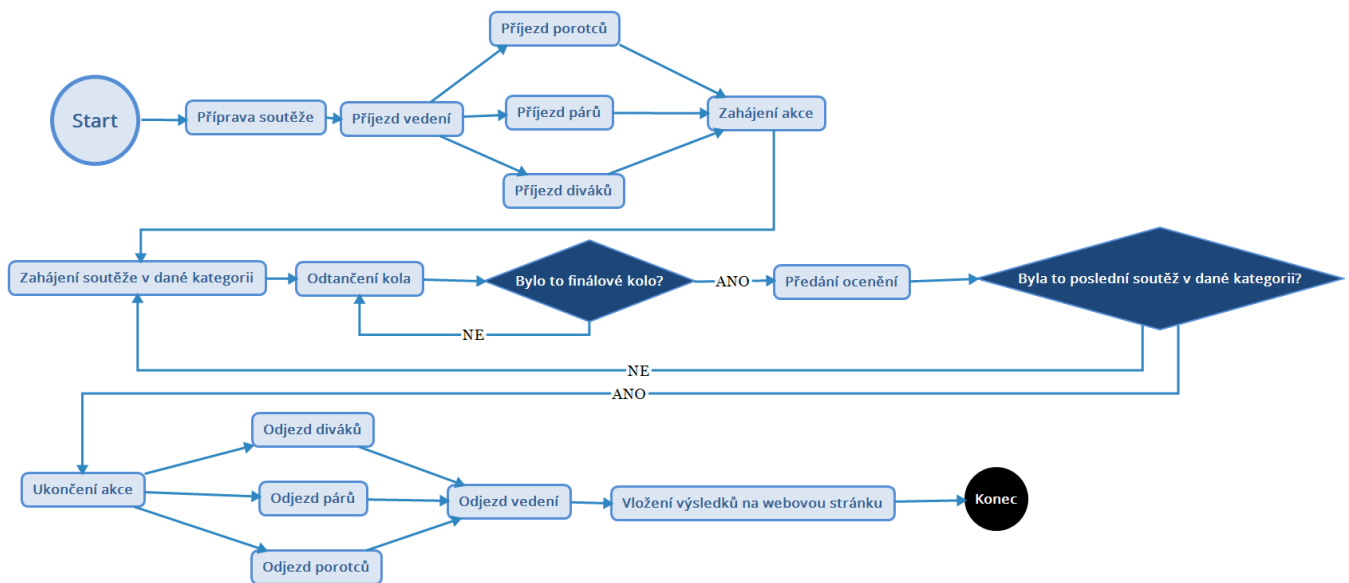 Start
Příprava soutěže
Příjezd vedení
Příjezd porotců
Příjezd párů
Příjezd diváků
Zahájení akce
Zahájení soutěže v dané kategorii
Odtančení kola
Bylo to finálové kolo?
NE
ANO
Předání ocenění
Byla to poslední soutěž v dané kategorii?
NE
ANO
Ukončení akce
Odjezd diváků
Odjezd párů
Odjezd porotců
Odjezd vedení
Vložení výsledků na webovou stránku
Konec